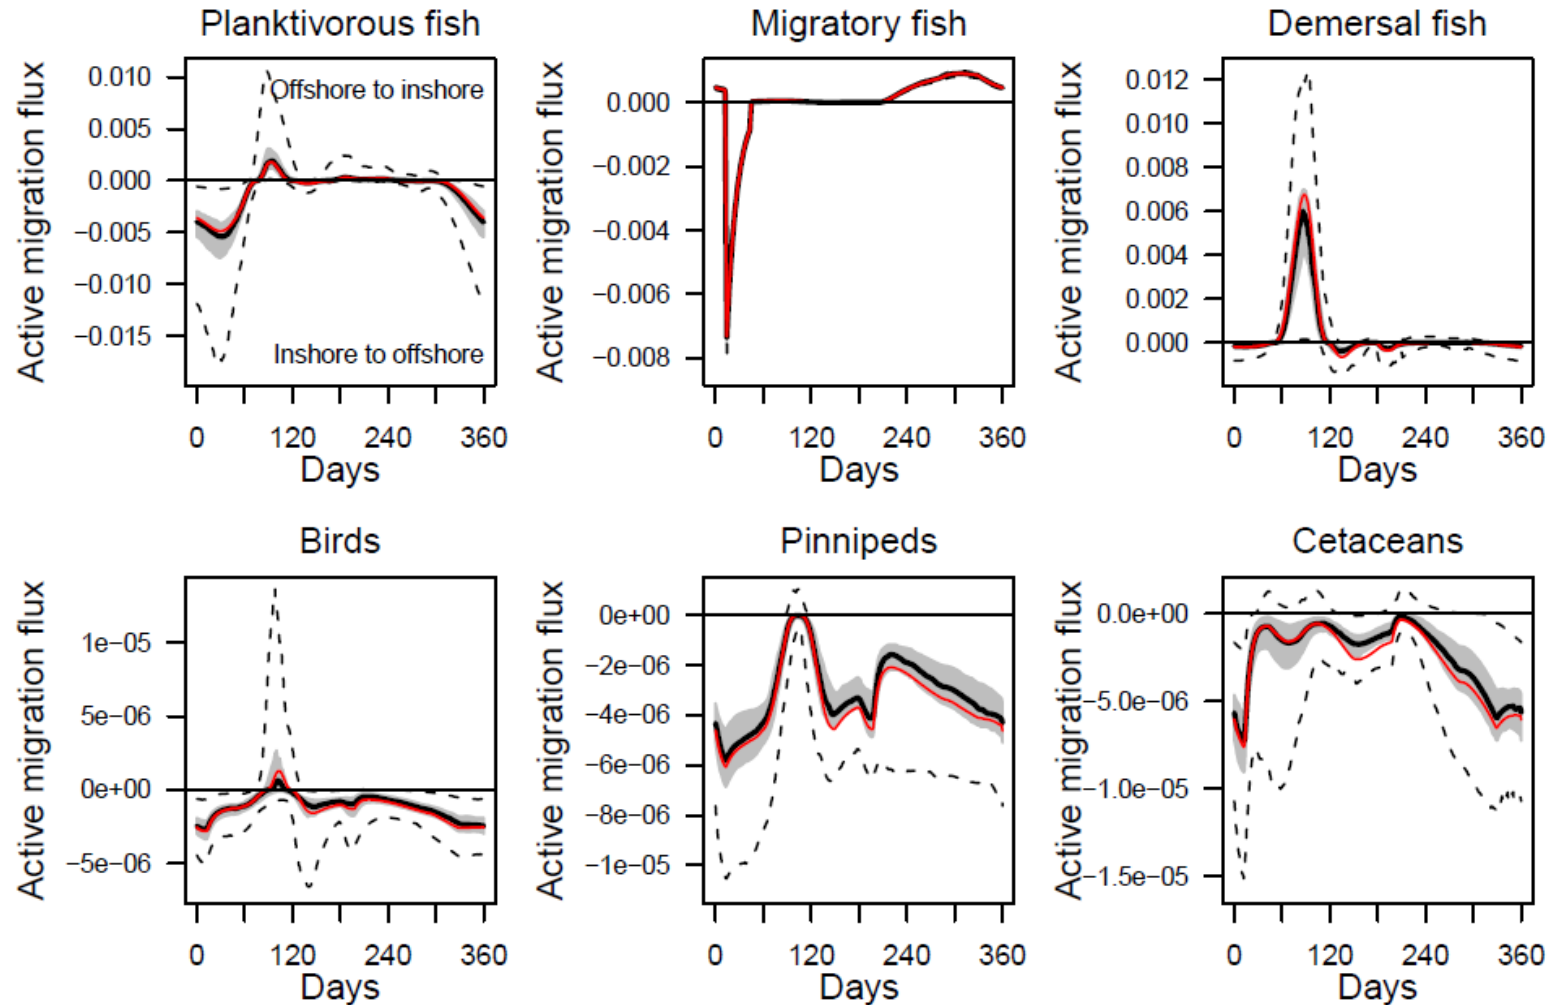 Planktivorous fish
Active migration flux
0.010
0.005
0.000
−0.005
−0.010
−0.015
Offshore to inshore
Inshore to offshore
0 120 240 360
Days
Migratory fish
Active migration flux
0.000
−0.002
−0.004
−0.006
−0.008
0 120 240 360
Days
Demersal fish
Active migration flux
0.012
0.010
0.008
0.006
0.004
0.002
0.000
0 120 240 360
Days
Birds
Active migration flux
1e−05
5e−06
0e+00
−5e−06
0 120 240 360
Days
Pinnipeds
Active migration flux
0e+00
−2e−06
−4e−06
−6e−06
−8e−06
−1e−05
0 120 240 360
Days
Cetaceans
Active migration flux
0.0e+00
−5.0e−06
−1.0e−05
−1.5e−05
0 120 240 360
Days